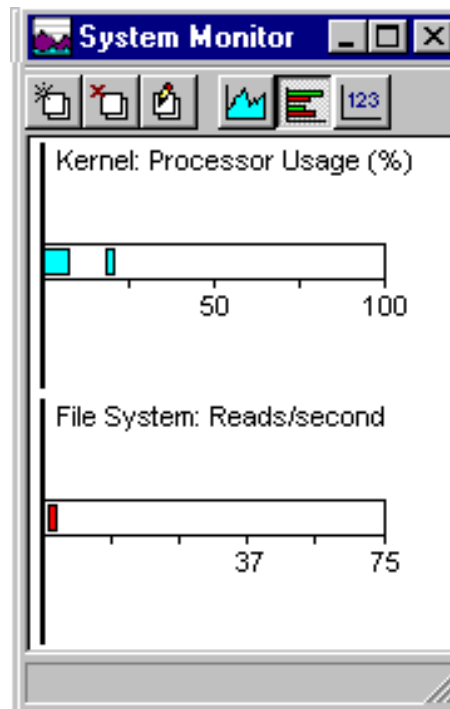 System Monitor
123
Kernel: Processor Usage (%)
50 100
File System: Reads/second
37 75